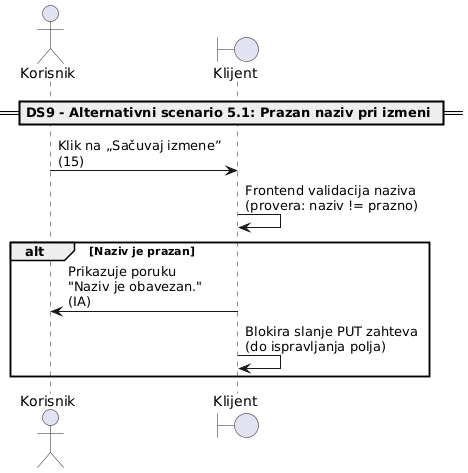 Korisnik Klijent
DS9 - Alternativni scenario 5.1: Prazan naziv pri izmeni
Klik na „Sačuvaj izmene”
(15)
Frontend validacija naziva
(provera: naziv != prazno)
alt [Naziv je prazan]
Prikazuje poruku
"Naziv je obavezan."
(IA)
Blokira slanje PUT zahteva
(do ispravljanja polja)
Korisnik Klijent